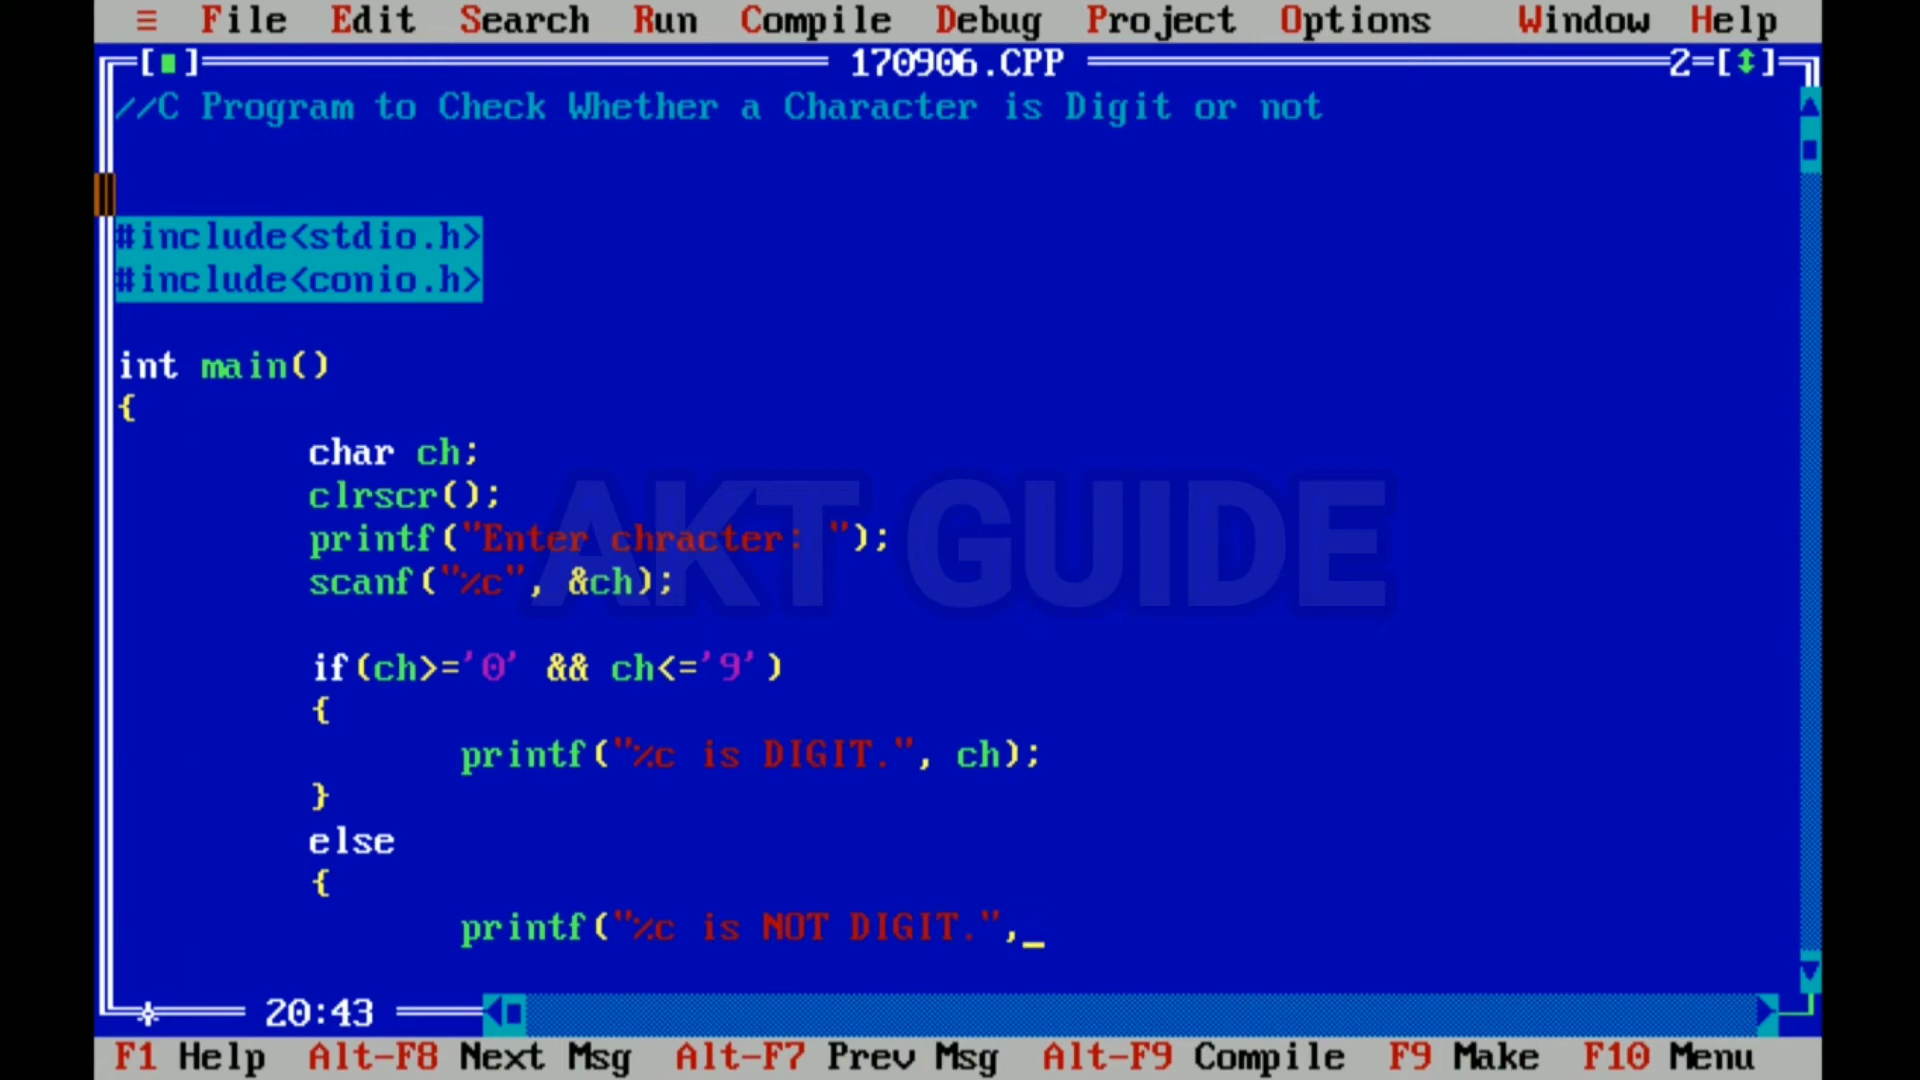 ≡ File Edit Search Run Compile Debug Project Options Window Help
[■] 170906.CPP 2=[↕]
//C Program to Check Whether a Character is Digit or not
#include<stdio.h>
#include<conio.h>
int main()
{
char ch;
clrscr();
printf("Enter chracter: ");
scanf("%c", &ch);
AKT GUIDE
if(ch>='0' && ch<='9')
{
printf("%c is DIGIT.", ch);
}
else
{
printf("%c is NOT DIGIT.",_
20:43
F1 Help Alt-F8 Next Msg Alt-F7 Prev Msg Alt-F9 Compile F9 Make F10 Menu